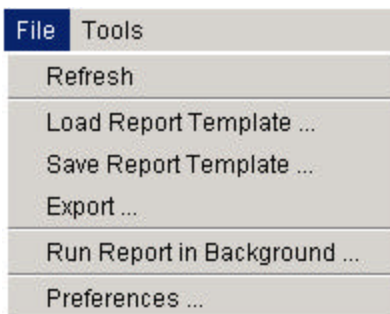 File Tools
Refresh
Load Report Template ...
Save Report Template ...
Export ...
Run Report in Background ...
Preferences ...